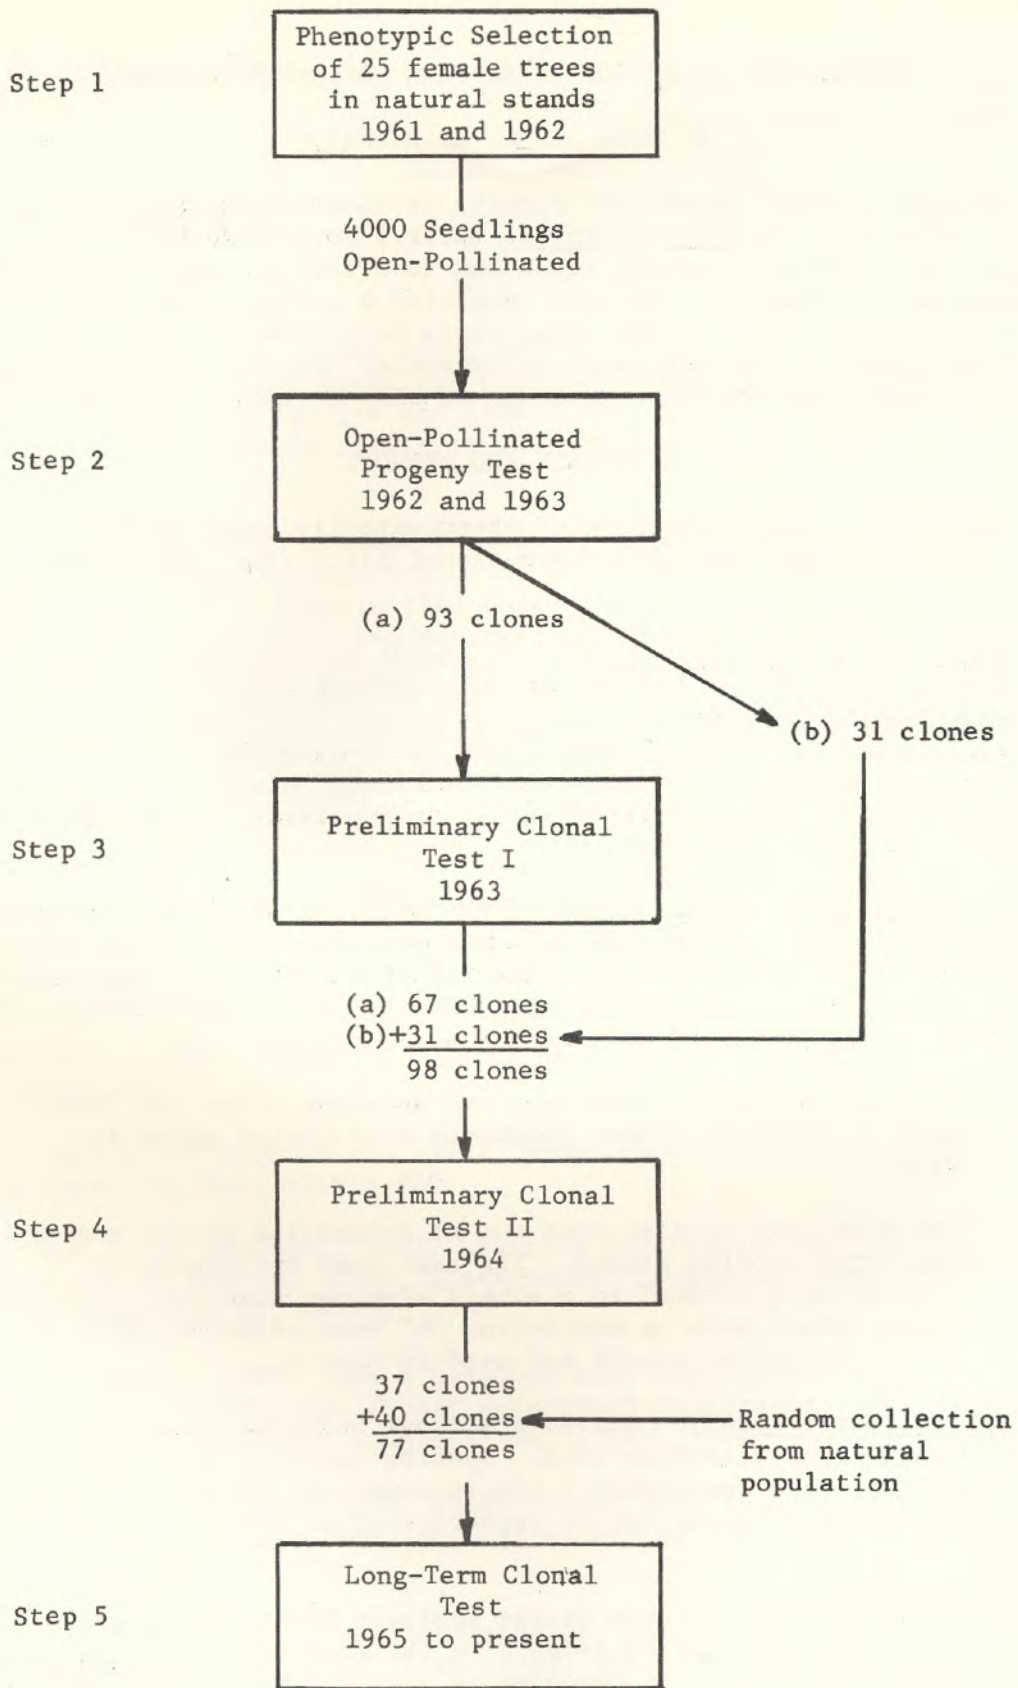 Step 1
Phenotypic Selection
of 25 female trees
in natural stands
1961 and 1962
4000 Seedlings
Open-Pollinated
Step 2
Open-Pollinated
Progeny Test
1962 and 1963
(a) 93 clones
(b) 31 clones
Step 3
Preliminary Clonal
Test I
1963
(a) 67 clones
(b)+31 clones
98 clones
Step 4
Preliminary Clonal
Test II
1964
37 clones
+40 clones
77 clones
Random collection
from natural
population
Step 5
Long-Term Clonal
Test
1965 to present